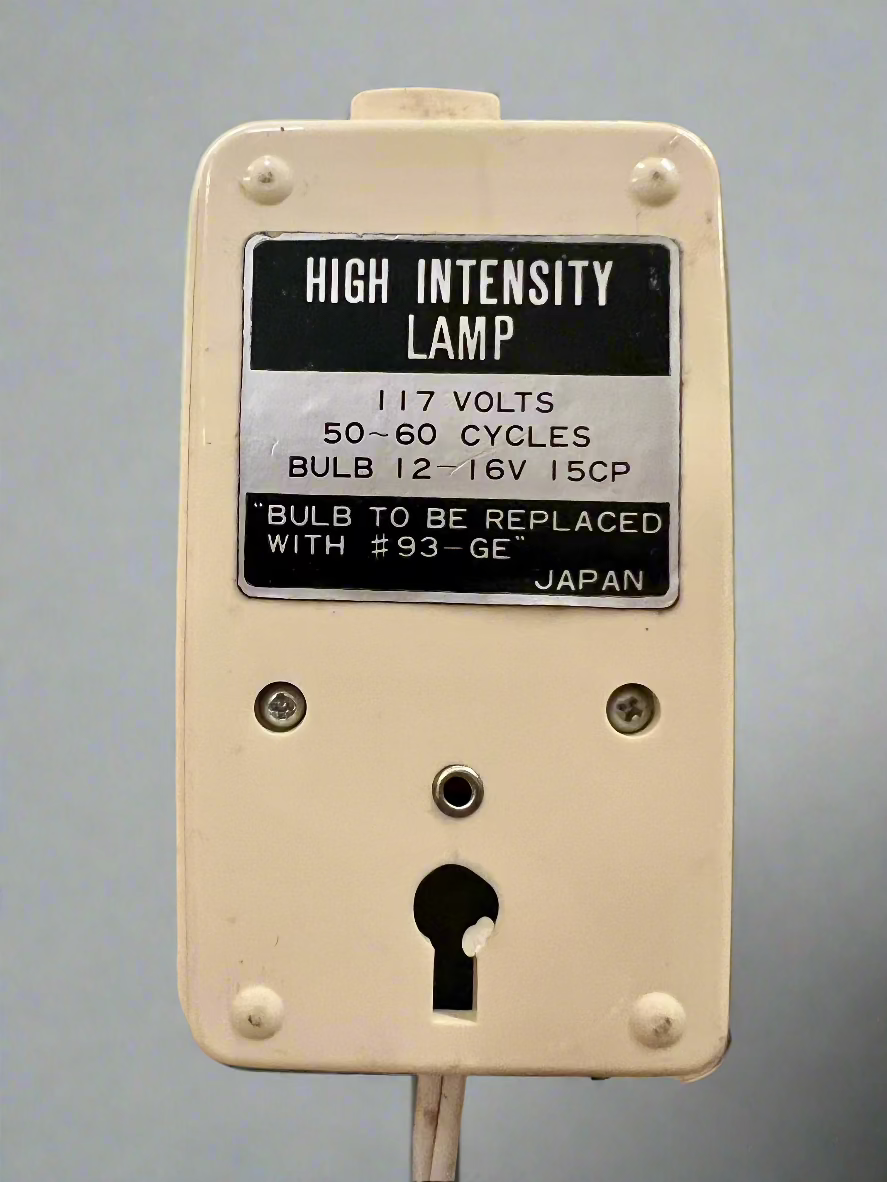 HIGH INTENSITY
LAMP
117 VOLTS
50~60 CYCLES
BULB 12-16V 15CP
"BULB TO BE REPLACED
WITH #93-GE"
JAPAN